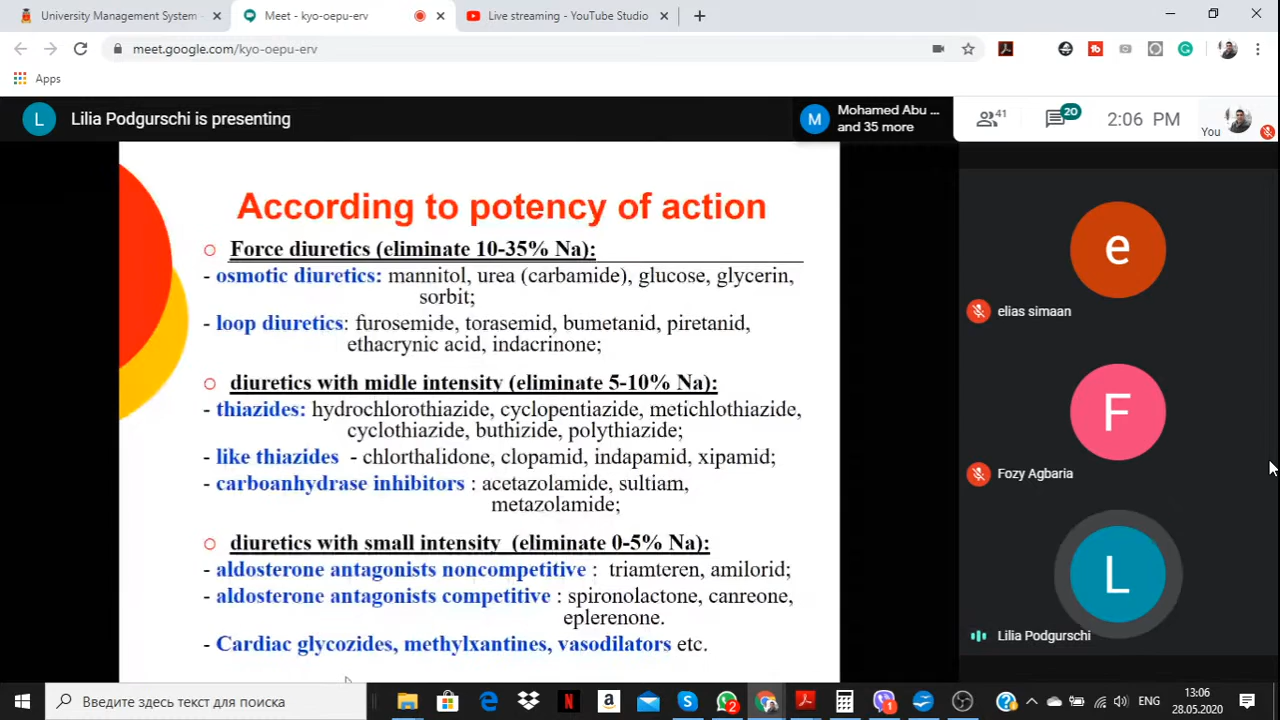 University Management System -
Meet - kyo-oepu-erv
Live streaming - YouTube Studio
meet.google.com/kyo-oepu-erv
Apps
L
Lilia Podgurschi is presenting
M
Mohamed Abu ...
and 35 more
41
20
2:06 PM
You
According to potency of action
Force diuretics (eliminate 10-35% Na):
- osmotic diuretics: mannitol, urea (carbamide), glucose, glycerin,
sorbit;
- loop diuretics: furosemide, torasemid, bumetanid, piretanid,
ethacrynic acid, indacrinone;
diuretics with midle intensity (eliminate 5-10% Na):
- thiazides: hydrochlorothiazide, cyclopentiazide, metichlothiazide,
cyclothiazide, buthizide, polythiazide;
- like thiazides - chlorthalidone, clopamid, indapamid, xipamid;
- carboanhydrase inhibitors : acetazolamide, sultiam,
metazolamide;
diuretics with small intensity (eliminate 0-5% Na):
- aldosterone antagonists noncompetitive : triamteren, amilorid;
- aldosterone antagonists competitive : spironolactone, canreone,
eplerenone.
- Cardiac glycozides, methylxantines, vasodilators etc.
e
elias simaan
F
Fozy Agbaria
L
Lilia Podgurschi
Введите здесь текст для поиска
ENG
13:06
28.05.2020